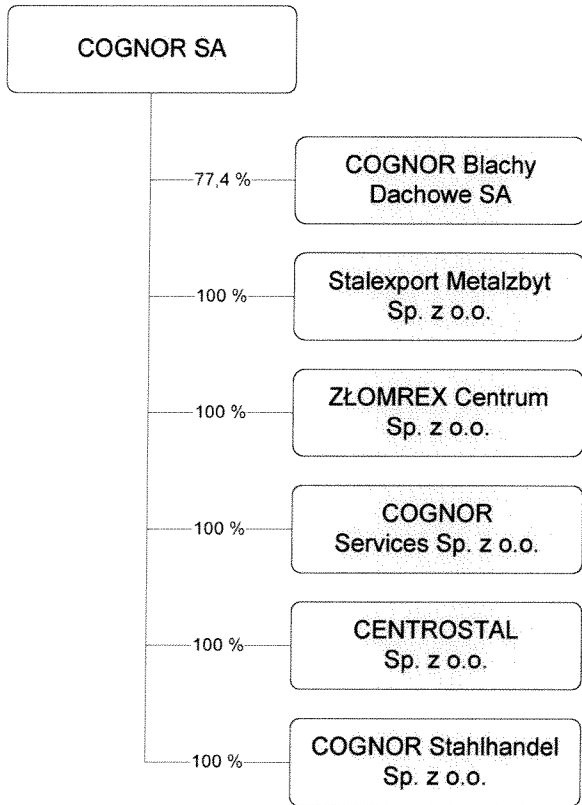 COGNOR SA
77,4 %
COGNOR Blachy
Dachowe SA
100 %
Stalexport Metalzbyt
Sp. z o.o.
100 %
ZŁOMREX Centrum
Sp. z o.o.
100 %
COGNOR
Services Sp. z o.o.
100 %
CENTROSTAL
Sp. z o.o.
100 %
COGNOR Stahlhandel
Sp. z o.o.